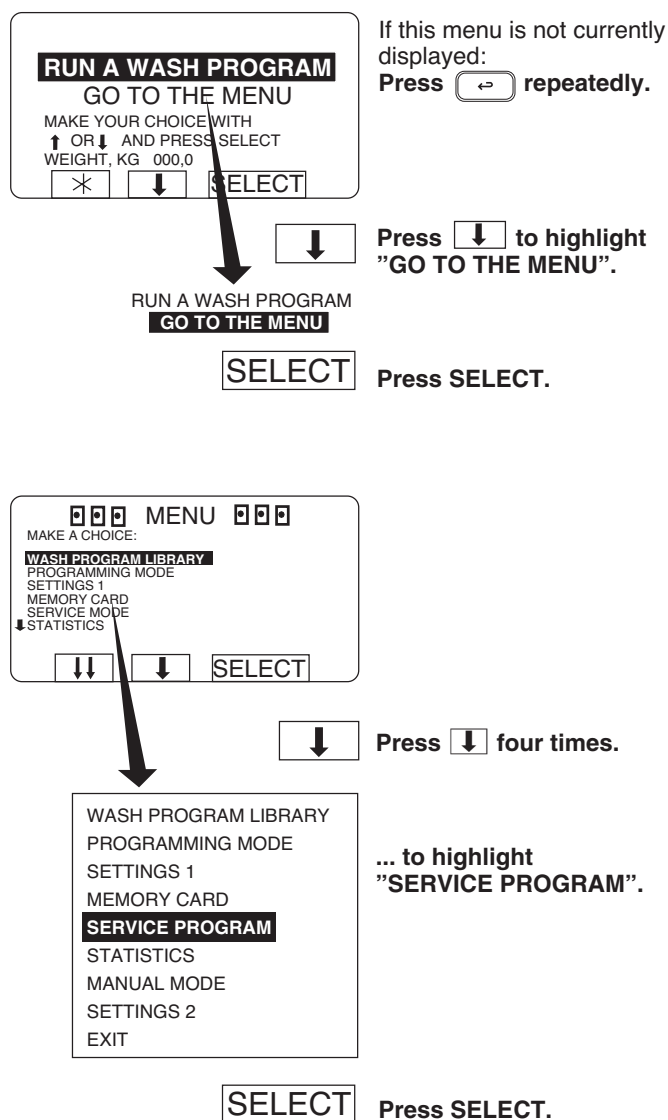 If this menu is not currently
displayed:
Press ↩ repeatedly.
RUN A WASH PROGRAM
GO TO THE MENU
MAKE YOUR CHOICE WITH
↑ OR ↓ AND PRESS SELECT
WEIGHT, KG 000,0
SELECT
Press ↓ to highlight
”GO TO THE MENU”.
RUN A WASH PROGRAM
GO TO THE MENU
SELECT Press SELECT.
MENU
MAKE A CHOICE:
WASH PROGRAM LIBRARY
PROGRAMMING MODE
SETTINGS 1
MEMORY CARD
SERVICE MODE
↓ STATISTICS
SELECT
Press ↓ four times.
WASH PROGRAM LIBRARY
PROGRAMMING MODE
SETTINGS 1
MEMORY CARD
SERVICE PROGRAM
STATISTICS
MANUAL MODE
SETTINGS 2
EXIT
... to highlight
”SERVICE PROGRAM”.
SELECT Press SELECT.